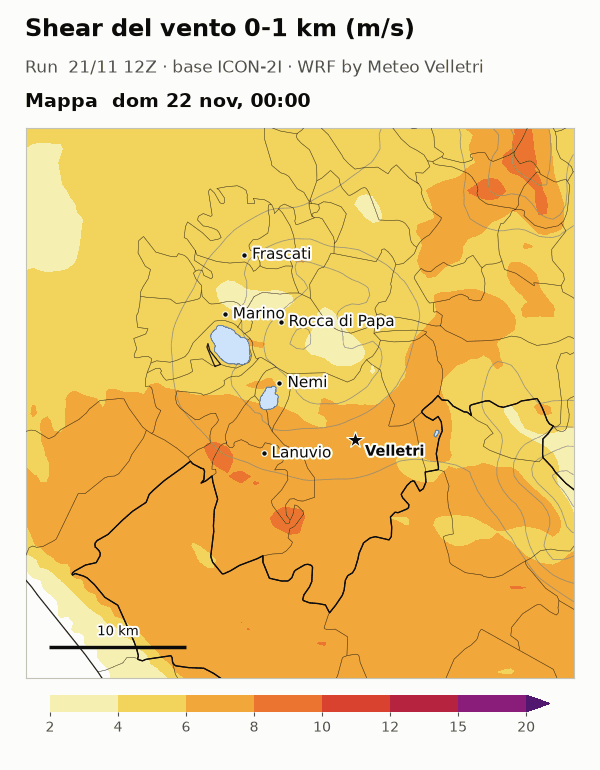 Shear del vento 0-1 km (m/s)
Run 21/11 12Z · base ICON-2I · WRF by Meteo Velletri
Mappa dom 22 nov, 00:00
Frascati
Marino
Rocca di Papa
Nemi
Velletri
Lanuvio
10 km
2 4 6 8 10 12 15 20